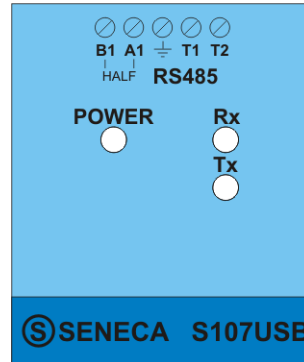 B1 A1 T1 T2
HALF RS485
POWER Rx
Tx
S SENECA S107USB